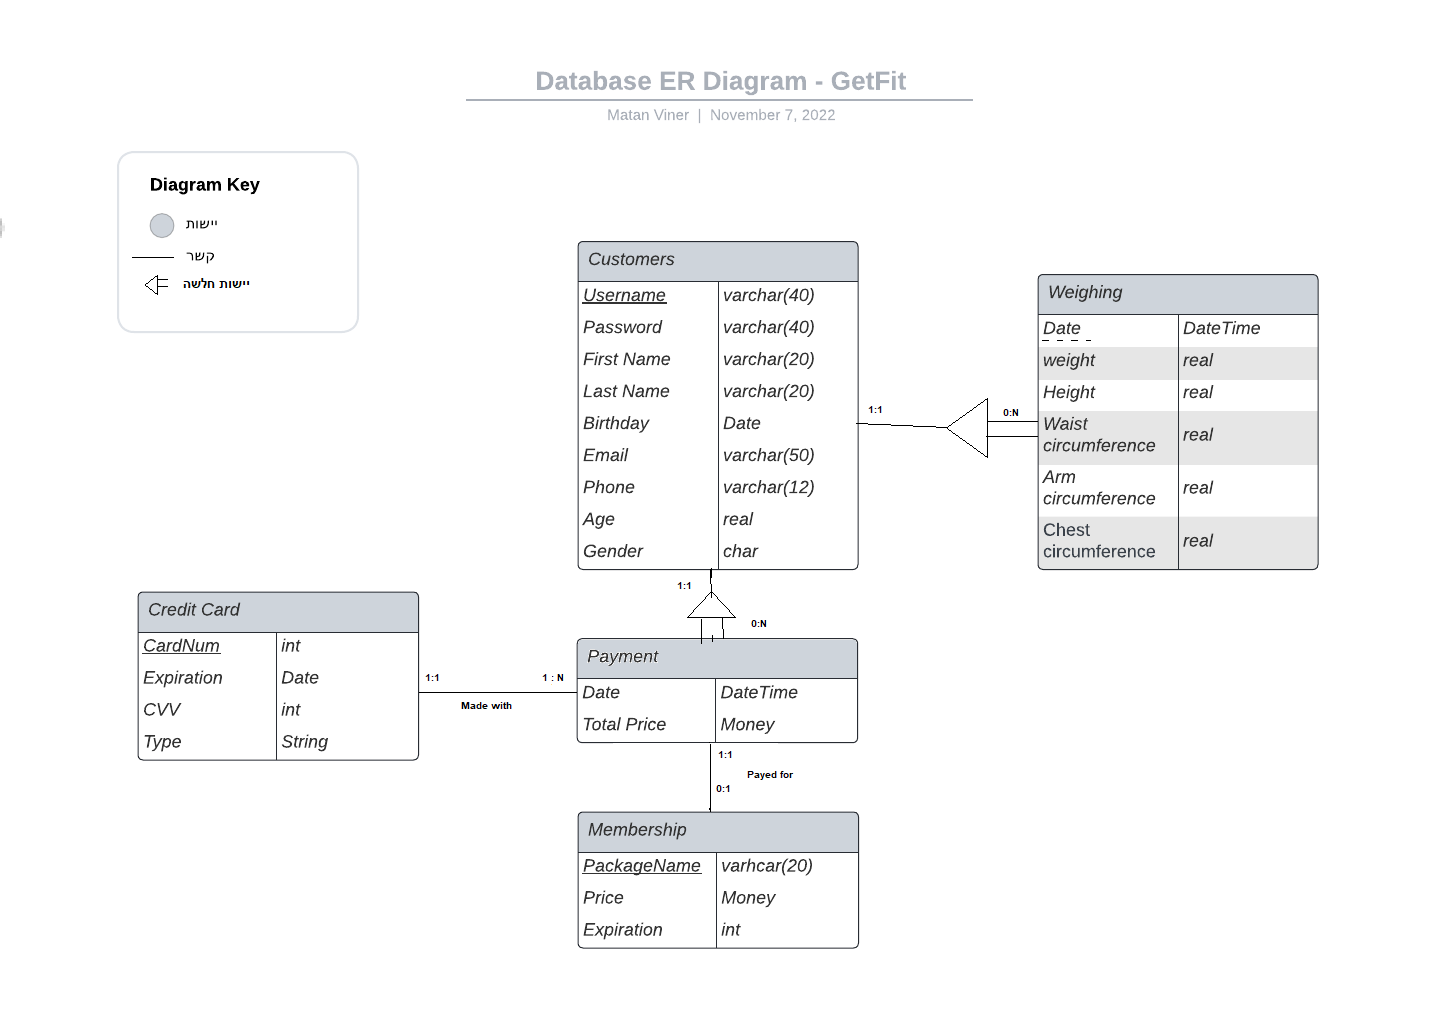 Database ER Diagram - GetFit
Matan Viner | November 7, 2022
Diagram Key
יישות
קשר
יישות חלשה
Customers
Username varchar(40)
Password varchar(40)
First Name varchar(20)
Last Name varchar(20)
Birthday Date
Email varchar(50)
Phone varchar(12)
Age real
Gender char
1:1
0:N
Weighing
Date DateTime
weight real
Height real
Waist
circumference real
Arm
circumference real
Chest
circumference real
1:1
0:N
Credit Card
CardNum int
Expiration Date
CVV int
Type String
1:1
1 : N
Made with
Payment
Date DateTime
Total Price Money
1:1
Payed for
0:1
Membership
PackageName varhcar(20)
Price Money
Expiration int